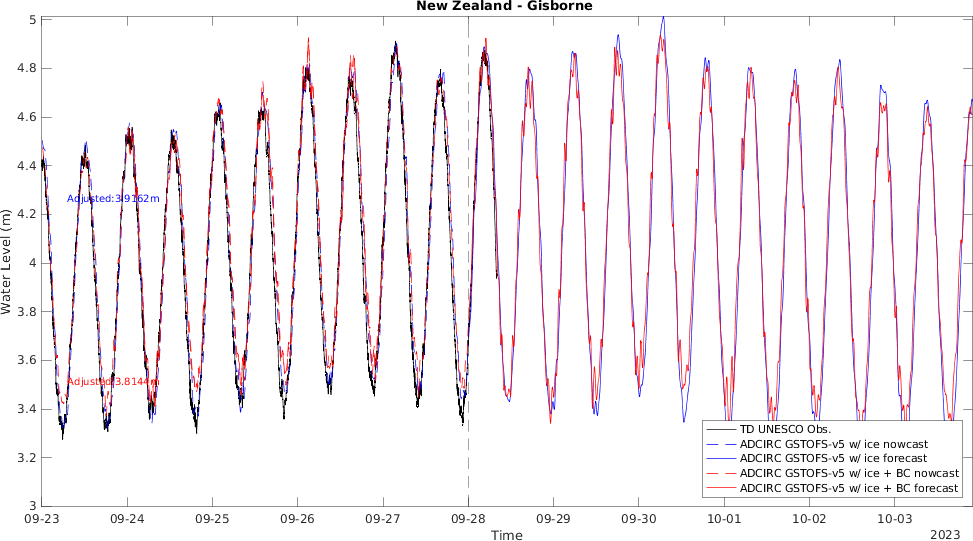 New Zealand - Gisborne
Water Level (m)
5
4.8
4.6
4.4
4.2
4
3.8
3.6
3.4
3.2
3
Adjusted:3.9162m
Adjusted:3.8144m
TD UNESCO Obs.
ADCIRC GSTOFS-v5 w/ ice nowcast
ADCIRC GSTOFS-v5 w/ ice forecast
ADCIRC GSTOFS-v5 w/ ice + BC nowcast
ADCIRC GSTOFS-v5 w/ ice + BC forecast
09-23 09-24 09-25 09-26 09-27 09-28 09-29 09-30 10-01 10-02 10-03
Time
2023